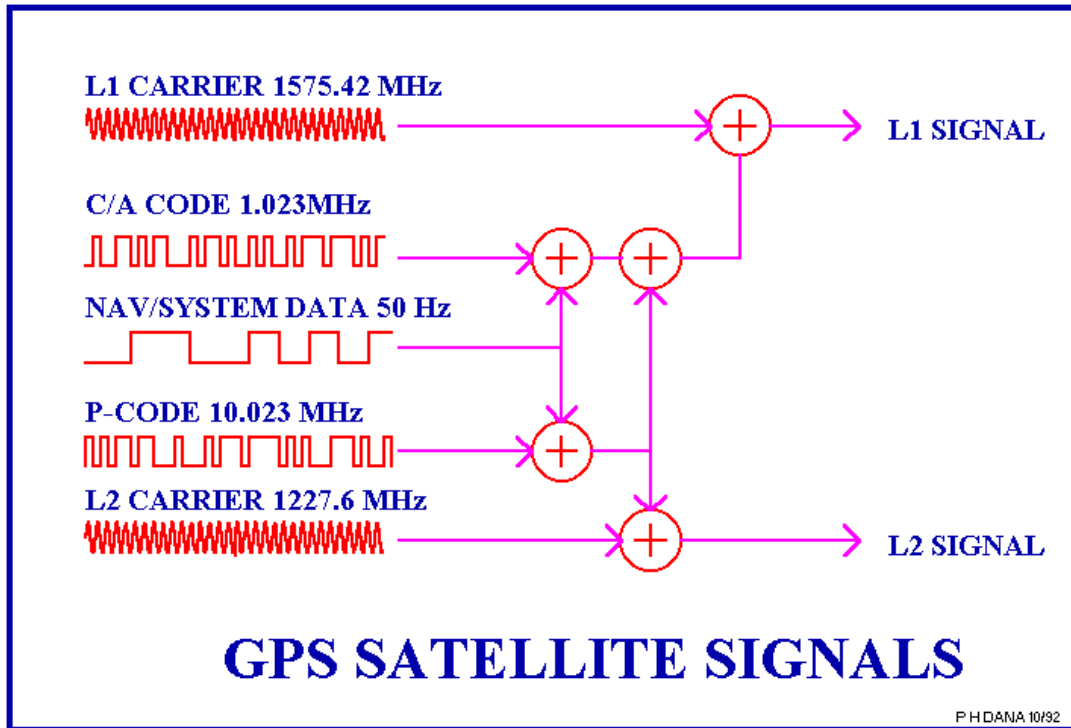 L1 CARRIER 1575.42 MHz
L1 SIGNAL
C/A CODE 1.023MHz
NAV/SYSTEM DATA 50 Hz
P-CODE 10.023 MHz
L2 CARRIER 1227.6 MHz
L2 SIGNAL
GPS SATELLITE SIGNALS
P H DANA 10/92